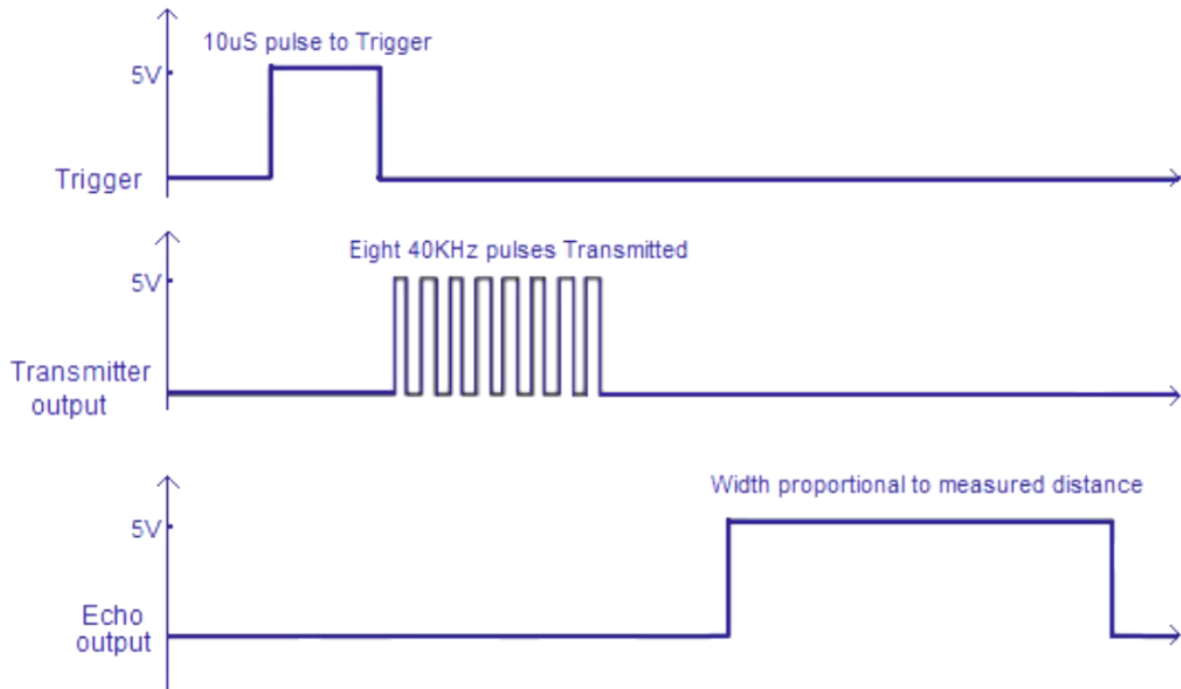 10uS pulse to Trigger
5V
Trigger
Eight 40KHz pulses Transmitted
5V
Transmitter
output
Width proportional to measured distance
5V
Echo
output